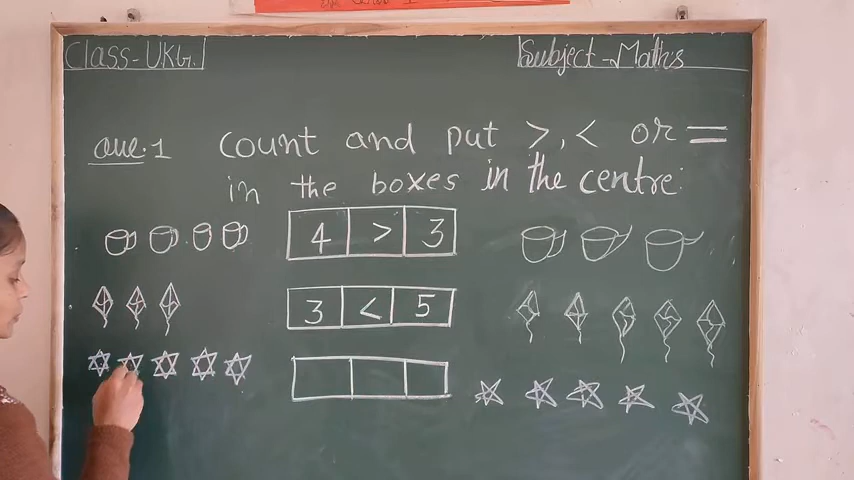 Class-UKG.
Subject-Maths
que.1 count and put >, < or =
in the boxes in the centre:
4 > 3
3 < 5